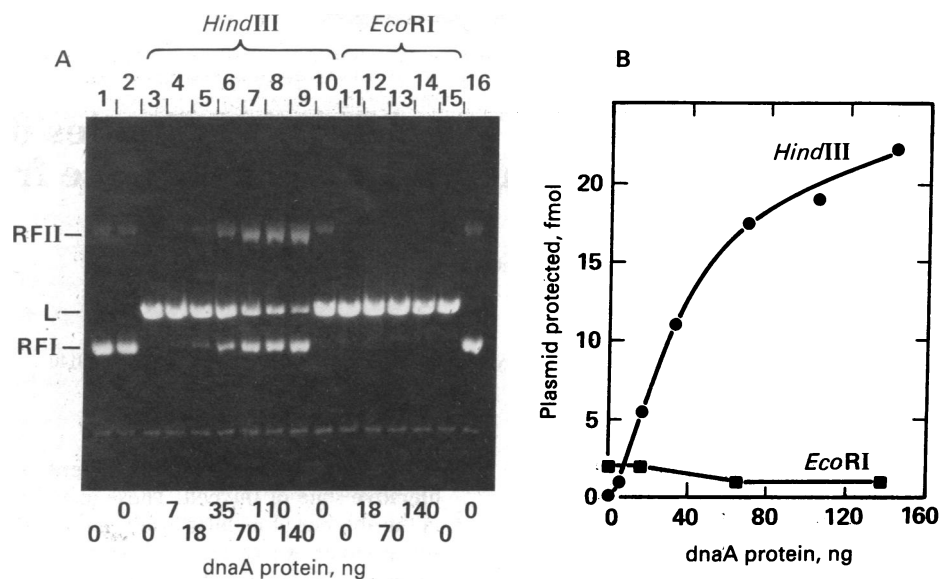 HindIII EcoRI
A
2 4 6 8 10 12 14 16
1 3 5 7 9 11 13 15
RFII
L
RFI
0 7 35 110 0 18 140 0
0 0 18 70 140 0 70 0
dnaA protein, ng
B
HindIII
EcoRI
Plasmid protected, fmol
20
15
10
5
0
0 40 80 120 160
dnaA protein, ng